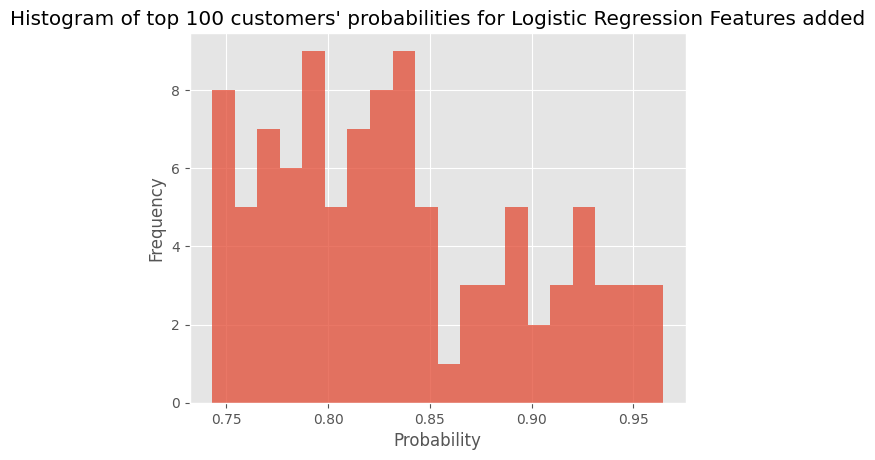 Histogram of top 100 customers' probabilities for Logistic Regression Features added
8
6
4
2
0
Frequency
0.75 0.80 0.85 0.90 0.95
Probability